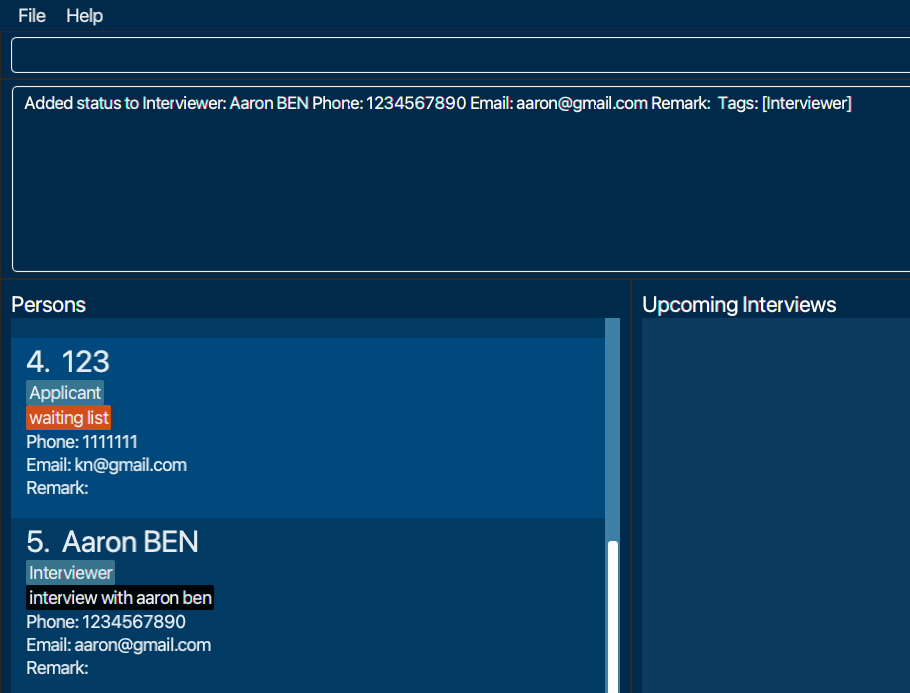 File Help
Added status to Interviewer: Aaron BEN Phone: 1234567890 Email: aaron@gmail.com Remark: Tags: [Interviewer]
Persons
4. 123
Applicant
waiting list
Phone: 1111111
Email: kn@gmail.com
Remark:
5. Aaron BEN
Interviewer
interview with aaron ben
Phone: 1234567890
Email: aaron@gmail.com
Remark:
Upcoming Interviews